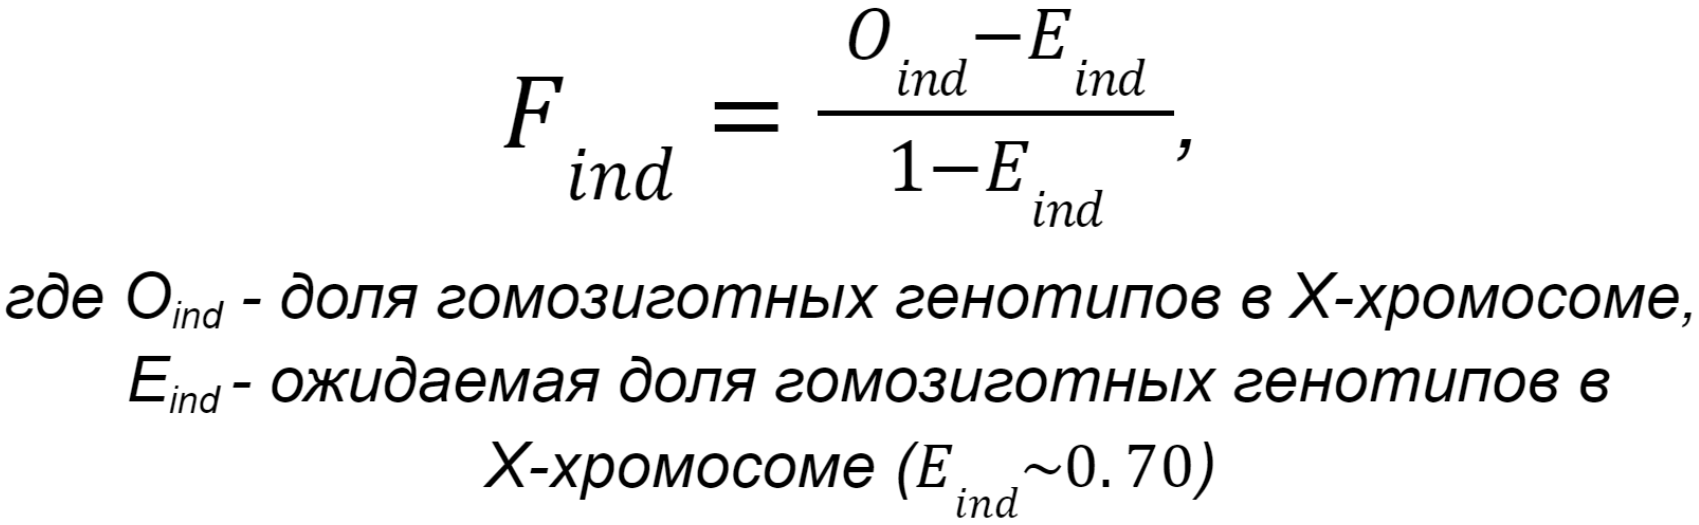 F_ind = (O_ind−E_ind)/(1−E_ind),
где O_ind - доля гомозиготных генотипов в Х-хромосоме,
E_ind - ожидаемая доля гомозиготных генотипов в
Х-хромосоме (E_ind~0. 70)